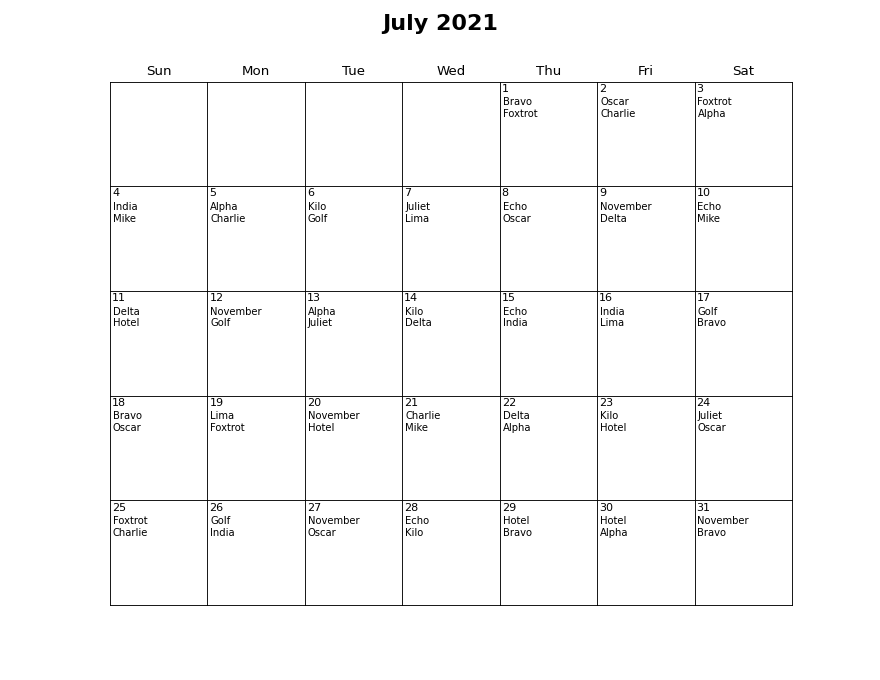 July 2021
Sun Mon Tue Wed Thu Fri Sat
1
Bravo
Foxtrot
2
Oscar
Charlie
3
Foxtrot
Alpha
4
India
Mike
5
Alpha
Charlie
6
Kilo
Golf
7
Juliet
Lima
8
Echo
Oscar
9
November
Delta
10
Echo
Mike
11
Delta
Hotel
12
November
Golf
13
Alpha
Juliet
14
Kilo
Delta
15
Echo
India
16
India
Lima
17
Golf
Bravo
18
Bravo
Oscar
19
Lima
Foxtrot
20
November
Hotel
21
Charlie
Mike
22
Delta
Alpha
23
Kilo
Hotel
24
Juliet
Oscar
25
Foxtrot
Charlie
26
Golf
India
27
November
Oscar
28
Echo
Kilo
29
Hotel
Bravo
30
Hotel
Alpha
31
November
Bravo